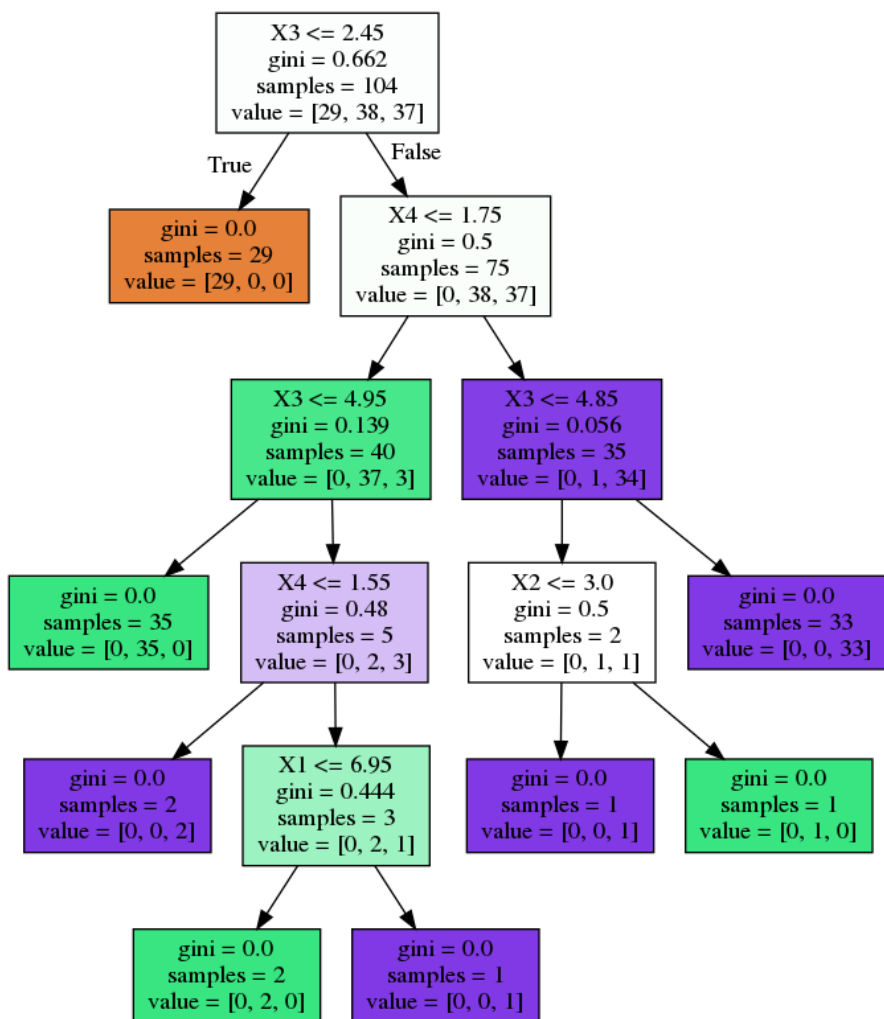 X3 <= 2.45
gini = 0.662
samples = 104
value = [29, 38, 37]
True
False
gini = 0.0
samples = 29
value = [29, 0, 0]
X4 <= 1.75
gini = 0.5
samples = 75
value = [0, 38, 37]
X3 <= 4.95
gini = 0.139
samples = 40
value = [0, 37, 3]
X3 <= 4.85
gini = 0.056
samples = 35
value = [0, 1, 34]
gini = 0.0
samples = 35
value = [0, 35, 0]
X4 <= 1.55
gini = 0.48
samples = 5
value = [0, 2, 3]
X2 <= 3.0
gini = 0.5
samples = 2
value = [0, 1, 1]
gini = 0.0
samples = 33
value = [0, 0, 33]
gini = 0.0
samples = 2
value = [0, 0, 2]
X1 <= 6.95
gini = 0.444
samples = 3
value = [0, 2, 1]
gini = 0.0
samples = 1
value = [0, 0, 1]
gini = 0.0
samples = 1
value = [0, 1, 0]
gini = 0.0
samples = 2
value = [0, 2, 0]
gini = 0.0
samples = 1
value = [0, 0, 1]